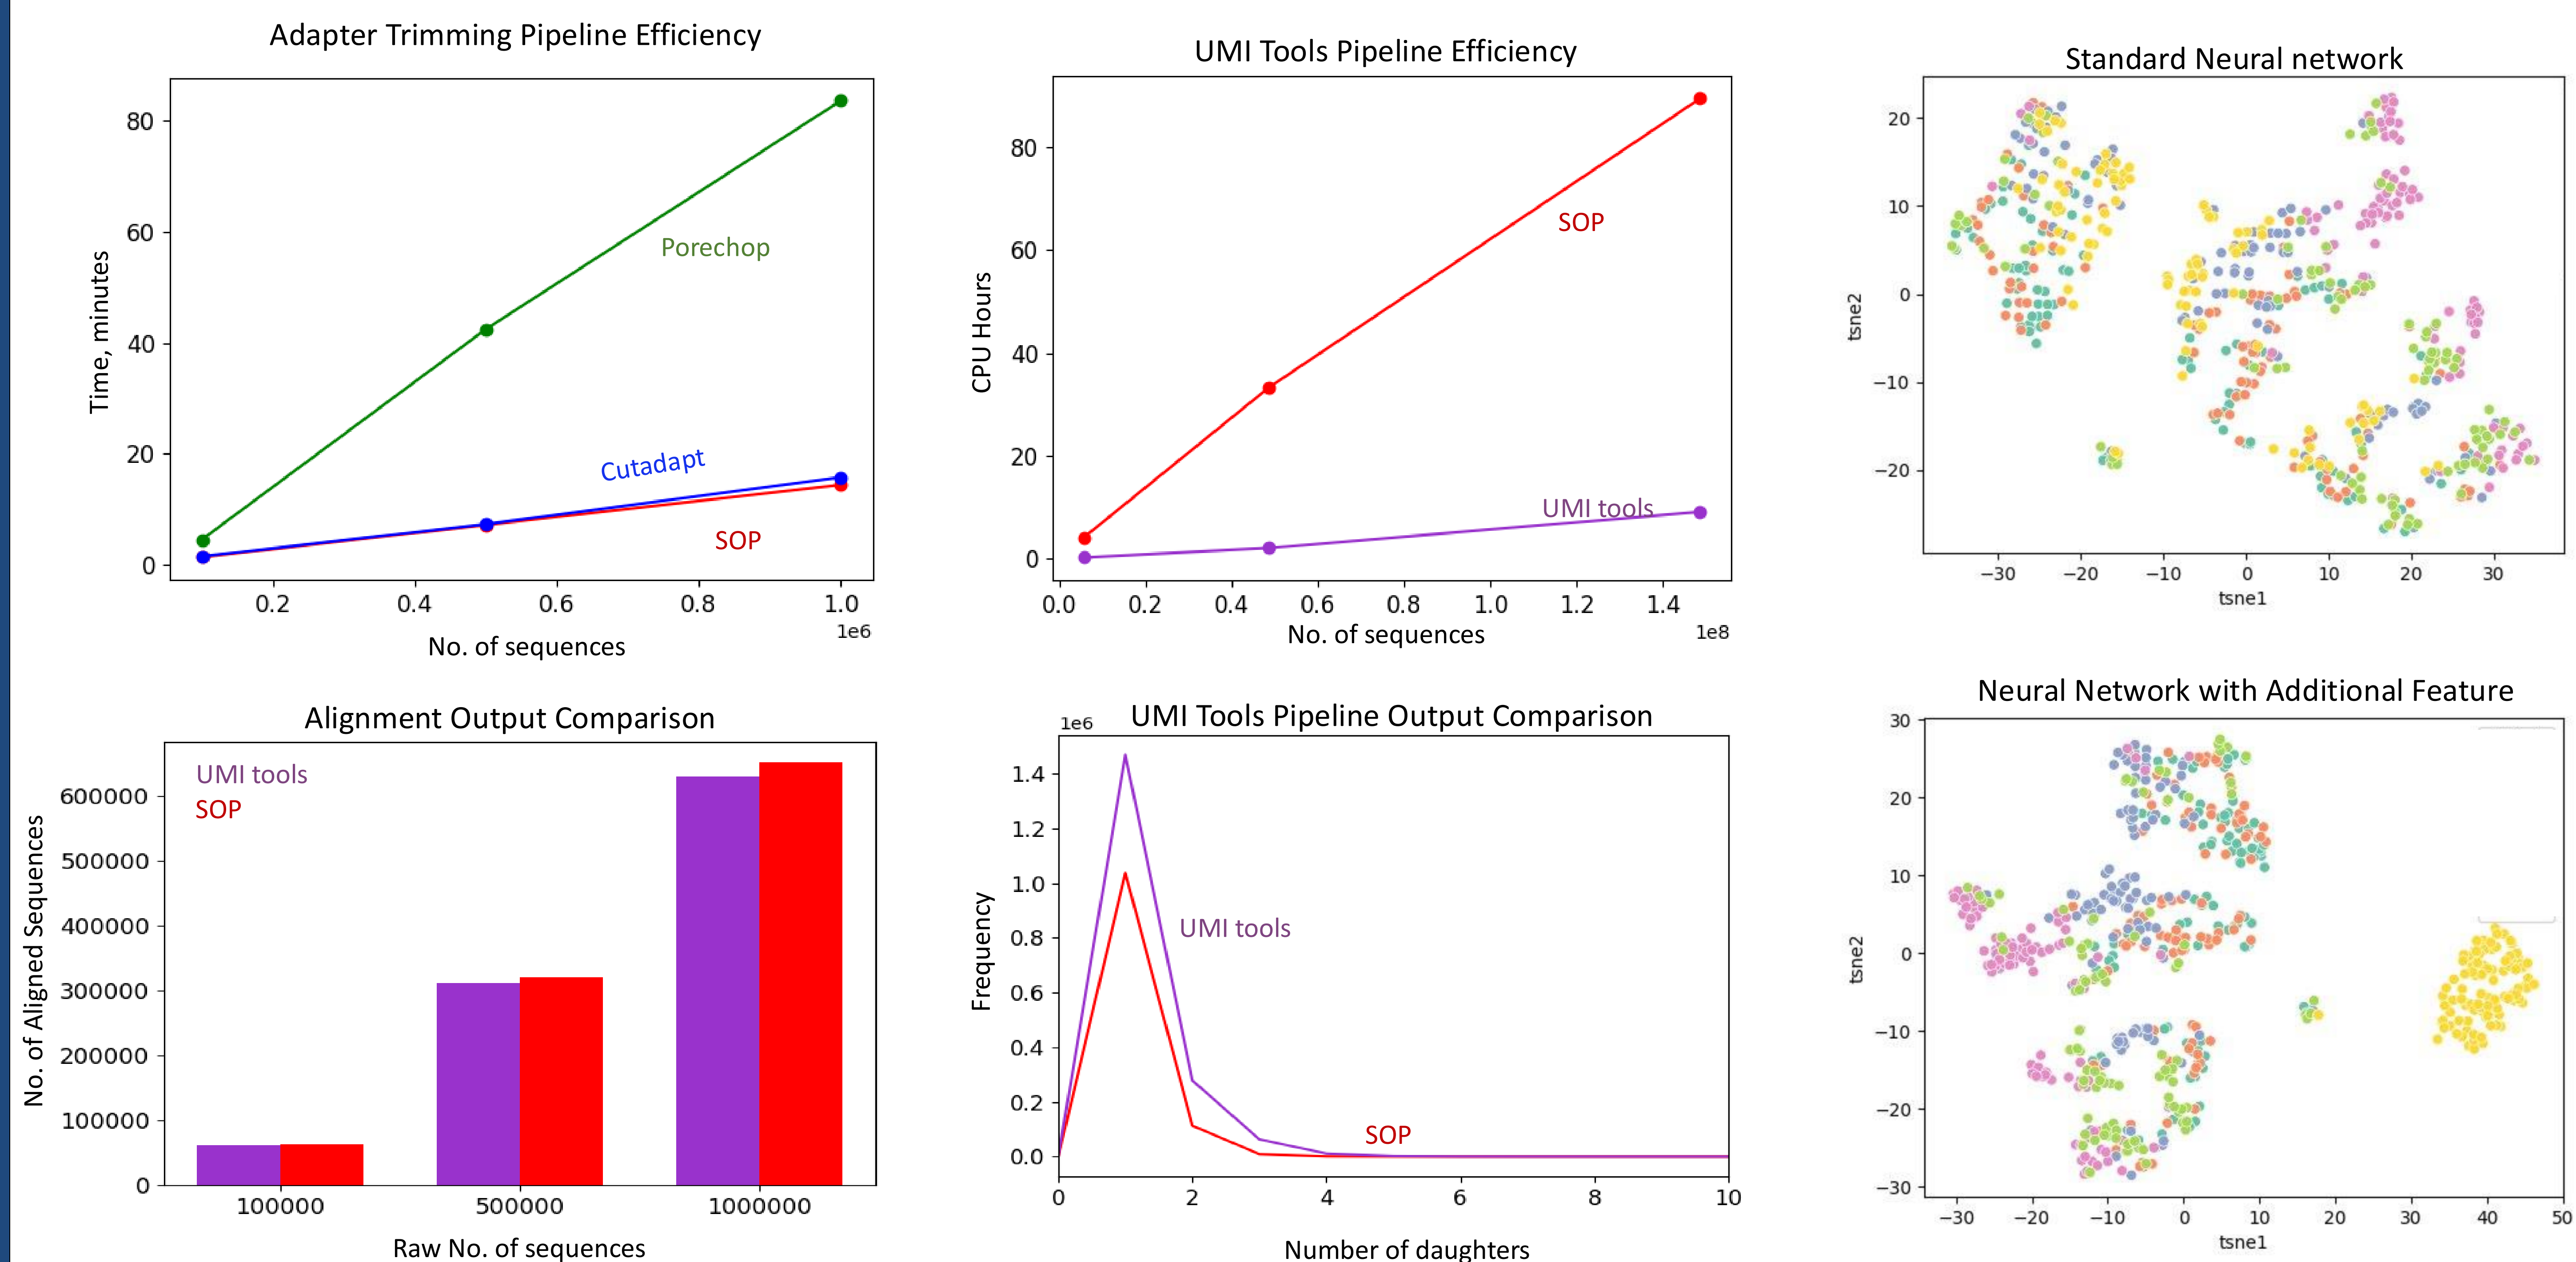 Adapter Trimming Pipeline Efficiency
80
60
40
20
0
Time, minutes
Porechop
Cutadapt
SOP
0.2 0.4 0.6 0.8 1.0
1e6
No. of sequences
UMI Tools Pipeline Efficiency
80
60
40
20
0
CPU Hours
SOP
UMI tools
0.0 0.2 0.4 0.6 0.8 1.0 1.2 1.4
1e8
No. of sequences
Standard Neural network
20
10
0
−10
−20
tsne2
−30 −20 −10 0 10 20 30
tsne1
Alignment Output Comparison
UMI tools
SOP
600000
500000
400000
300000
200000
100000
0
No. of Aligned Sequences
100000 500000 1000000
Raw No. of sequences
UMI Tools Pipeline Output Comparison
1e6
1.4
1.2
1.0
0.8
0.6
0.4
0.2
0.0
Frequency
UMI tools
SOP
0 2 4 6 8 10
Number of daughters
Neural Network with Additional Feature
30
20
10
0
−10
−20
−30
tsne2
−30 −20 −10 0 10 20 30 40 50
tsne1